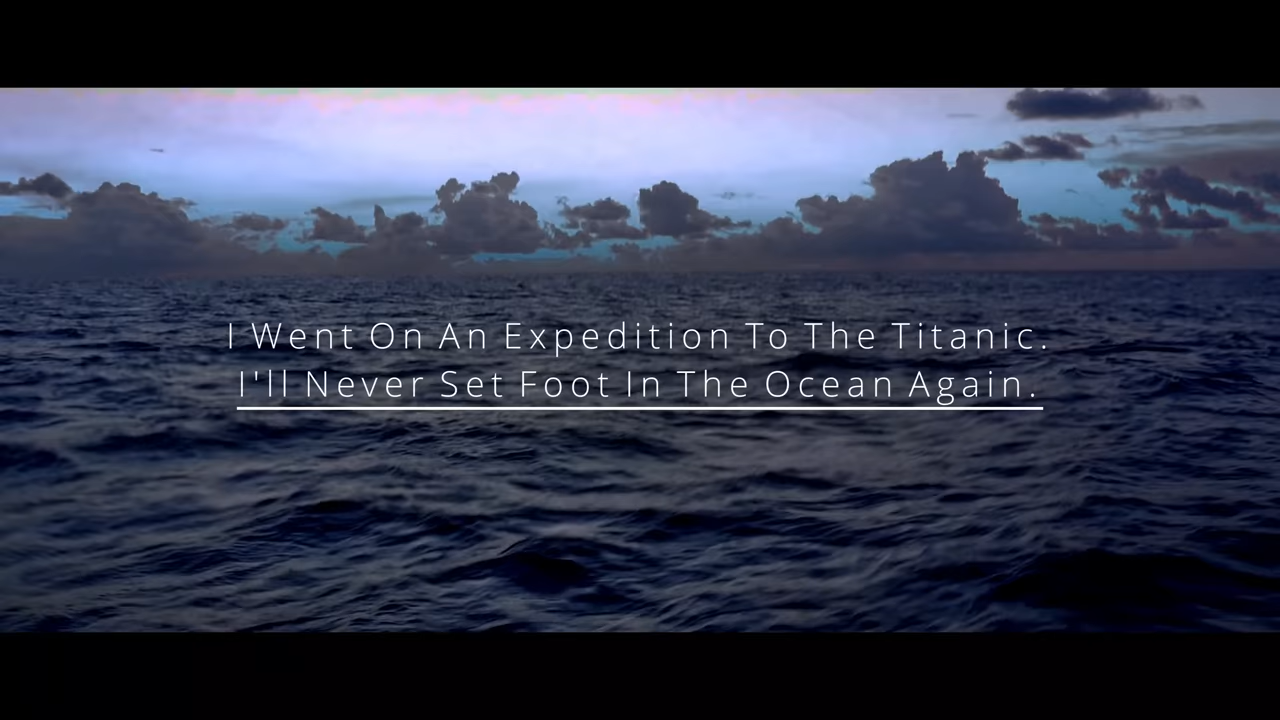 I Went On An Expedition To The Titanic.
I'll Never Set Foot In The Ocean Again.